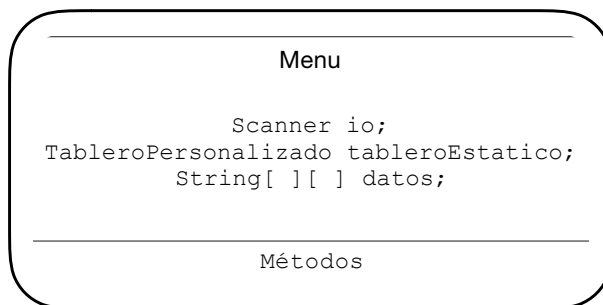 Menu
Scanner io;
TableroPersonalizado tableroEstatico;
String[ ][ ] datos;
Métodos